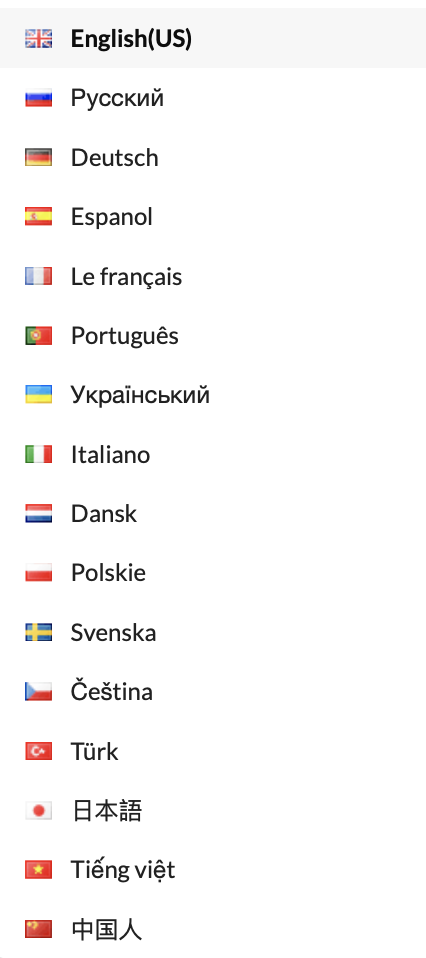 English(US)
Русский
Deutsch
Espanol
Le français
Português
Український
Italiano
Dansk
Polskie
Svenska
Čeština
Türk
日本語
Tiếng việt
中国人